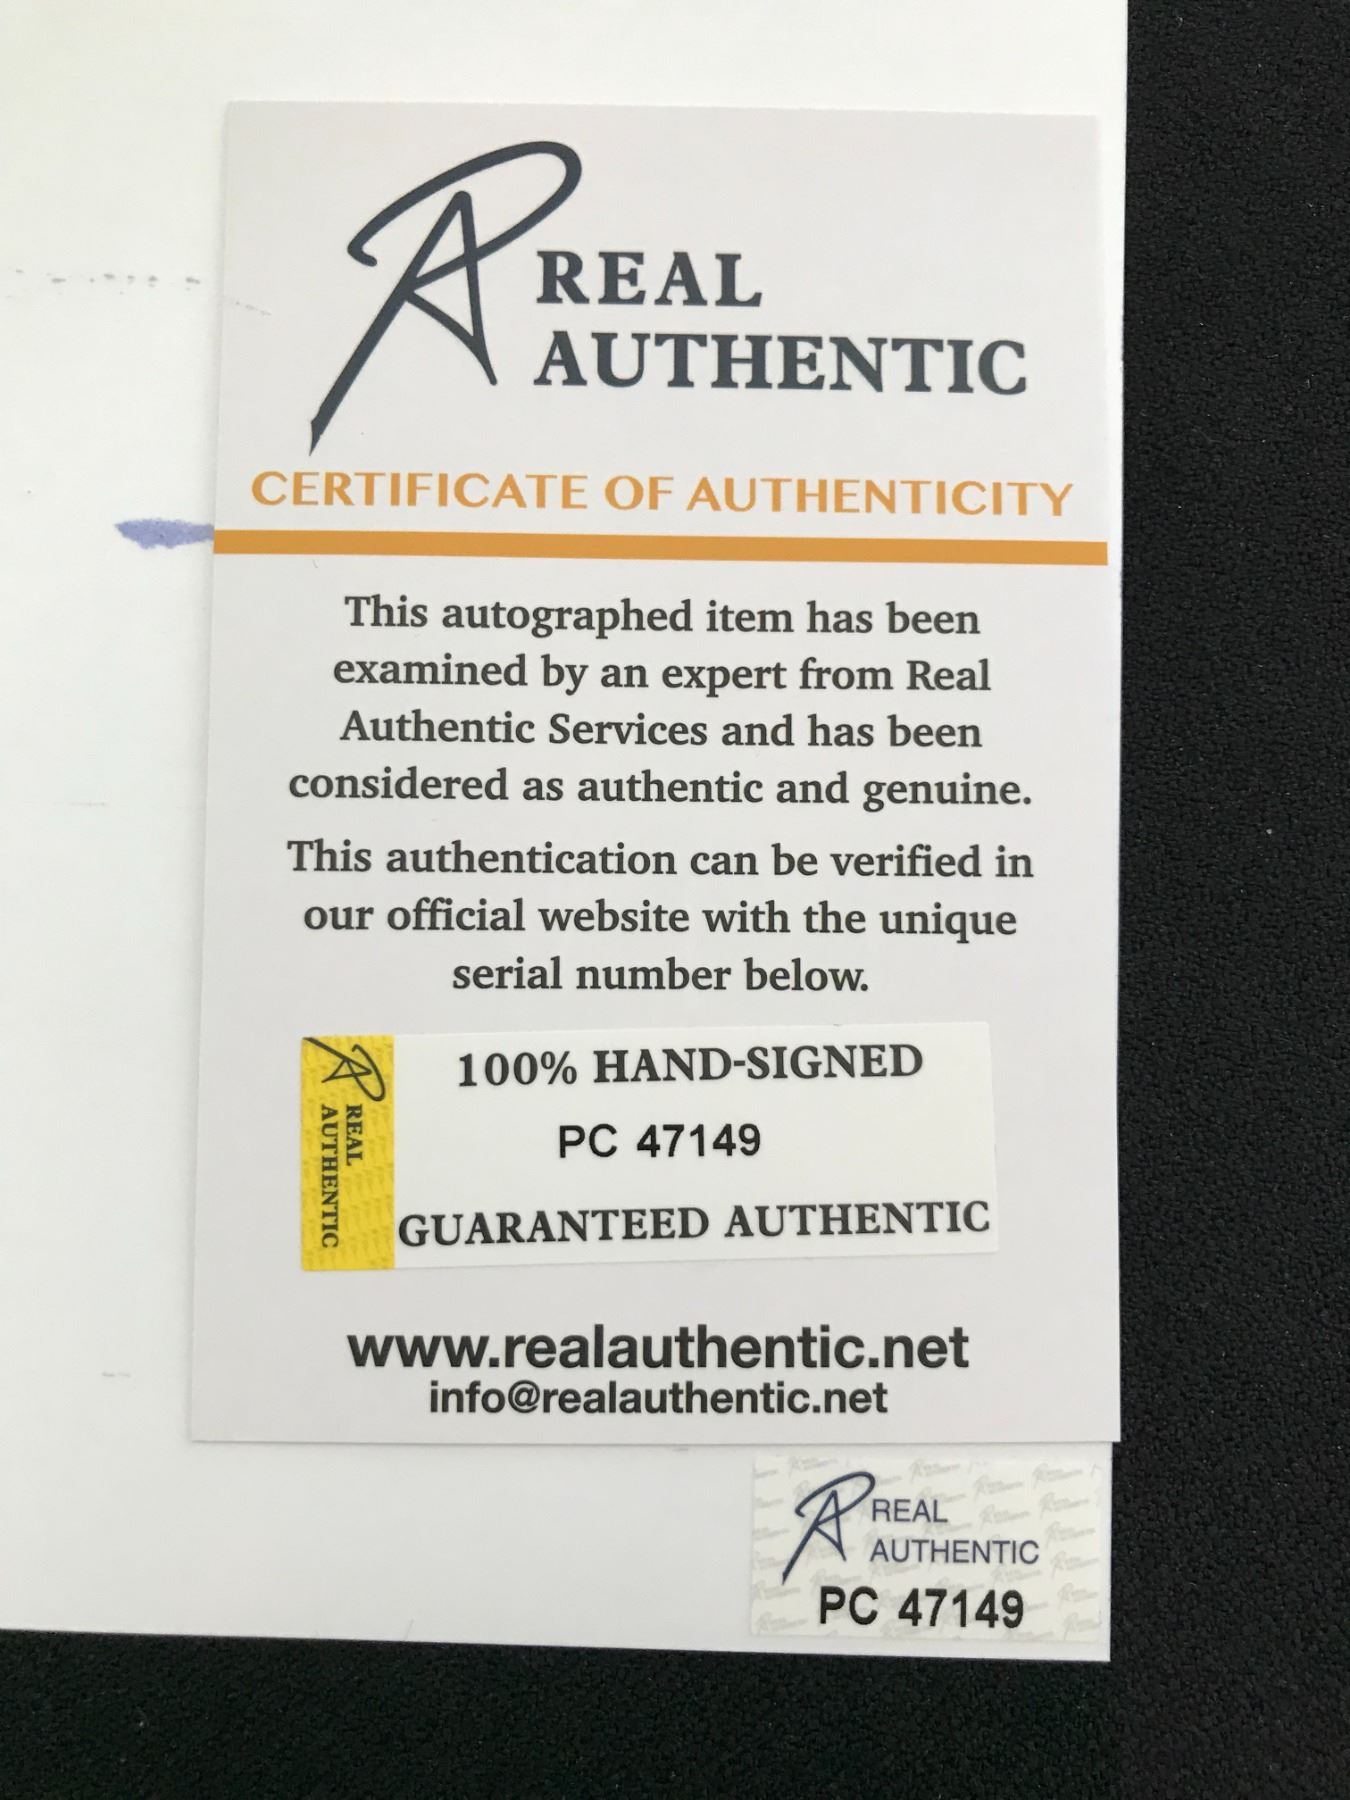 REAL
AUTHENTIC
CERTIFICATE OF AUTHENTICITY
This autographed item has been
examined by an expert from Real
Authentic Services and has been
considered as authentic and genuine.
This authentication can be verified in
our official website with the unique
serial number below.
REAL
AUTHENTIC
100% HAND-SIGNED
PC 47149
GUARANTEED AUTHENTIC
www.realauthentic.net
info@realauthentic.net
REAL
AUTHENTIC
PC 47149